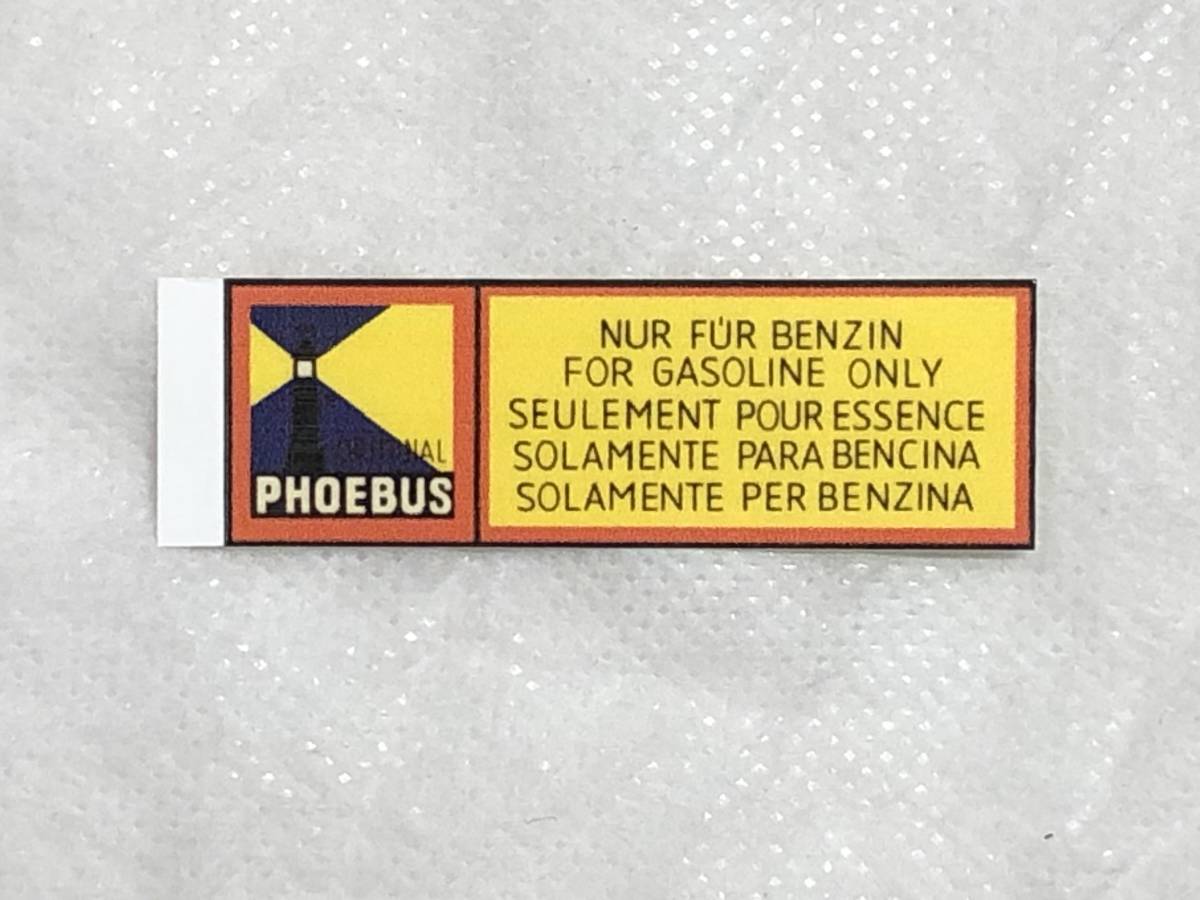 ORIGINAL
PHOEBUS
NUR FÜR BENZIN
FOR GASOLINE ONLY
SEULEMENT POUR ESSENCE
SOLAMENTE PARA BENCINA
SOLAMENTE PER BENZINA